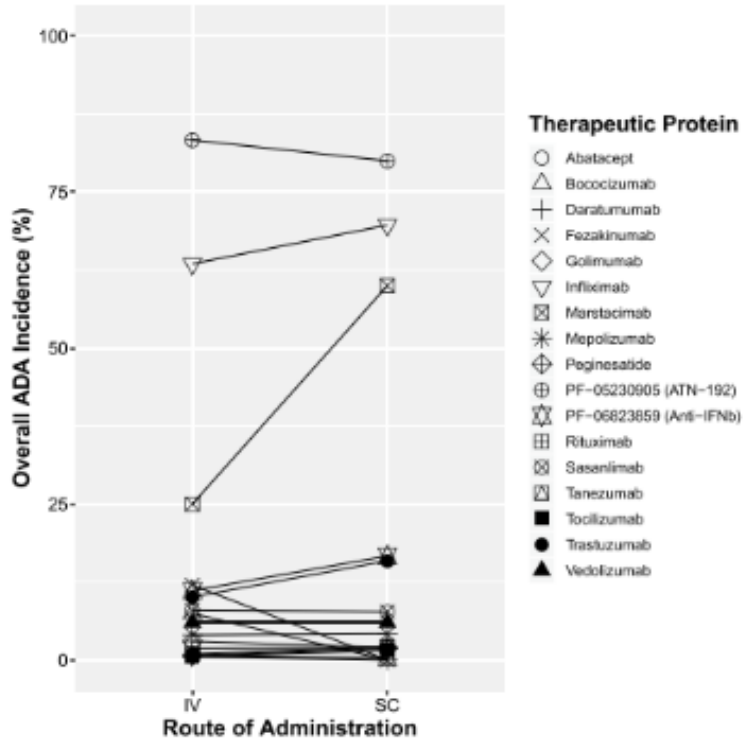 Overall ADA Incidence (%)
100
75
50
25
0
IV
SC
Route of Administration
Therapeutic Protein
Abatacept
Bococizumab
Daratumumab
Fezakinumab
Golimumab
Infliximab
Marstacimab
Mepolizumab
Peginesatide
PF-05230905 (ATN-192)
PF-06823859 (Anti-IFNb)
Rituximab
Sasanlimab
Tanezumab
Tocilizumab
Trastuzumab
Vedolizumab